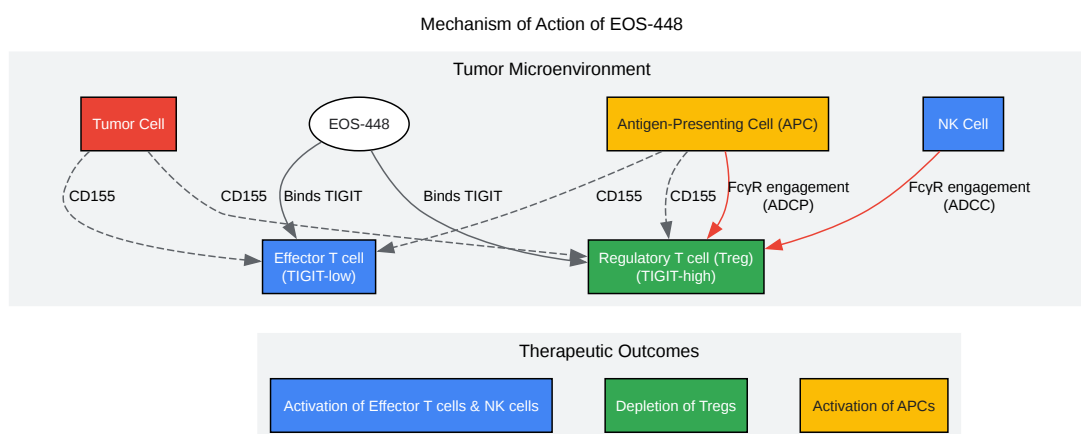 Mechanism of Action of EOS-448
Tumor Microenvironment
Tumor Cell
EOS-448
Antigen-Presenting Cell (APC)
NK Cell
CD155
CD155
Binds TIGIT
Binds TIGIT
CD155
CD155
FcγR engagement
(ADCP)
FcγR engagement
(ADCC)
Effector T cell
(TIGIT-low)
Regulatory T cell (Treg)
(TIGIT-high)
Therapeutic Outcomes
Activation of Effector T cells & NK cells
Depletion of Tregs
Activation of APCs